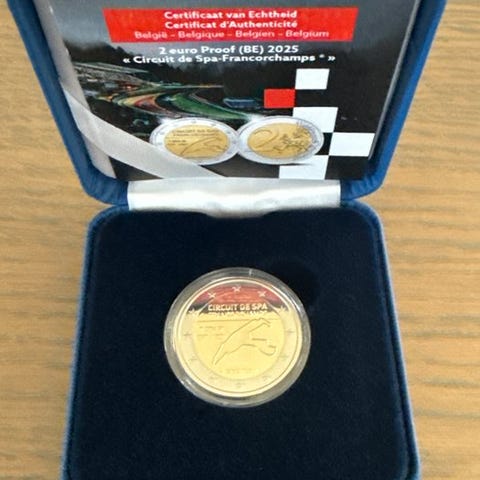 Certificaat van Echtheid
Certificat d'Authenticité
België - Belgique - Belgien - Belgium
2 euro Proof (BE) 2025
« Circuit de Spa-Francorchamps ® »
CIRCUIT DE SPA
FRANCORCHAMPS